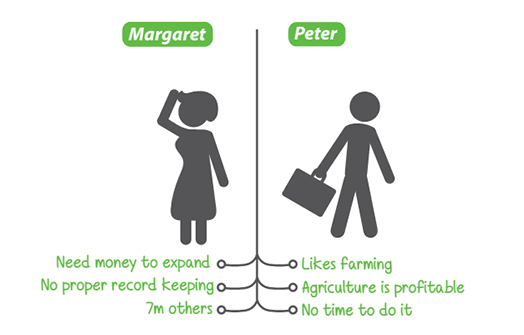 Margaret
Peter
Need money to expand
No proper record keeping
7m others
Likes farming
Agriculture is profitable
No time to do it